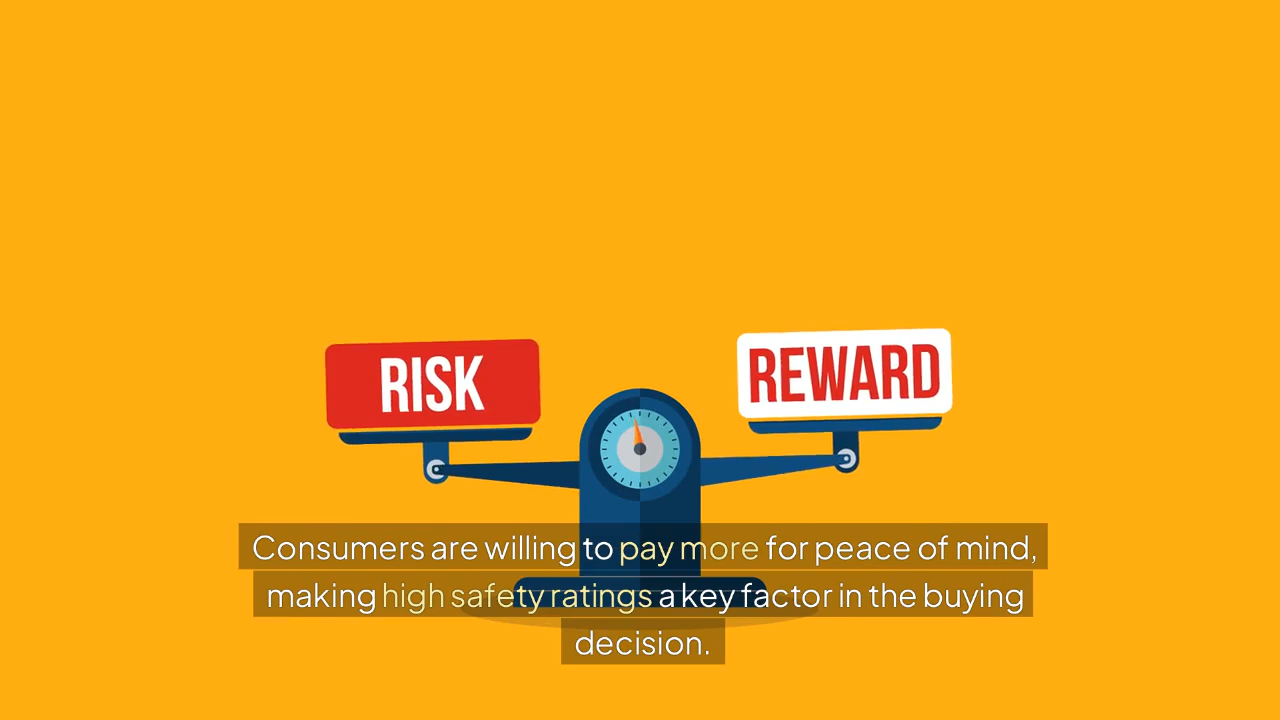 RISK
REWARD
Consumers are willing to pay more for peace of mind,
making high safety ratings a key factor in the buying
decision.